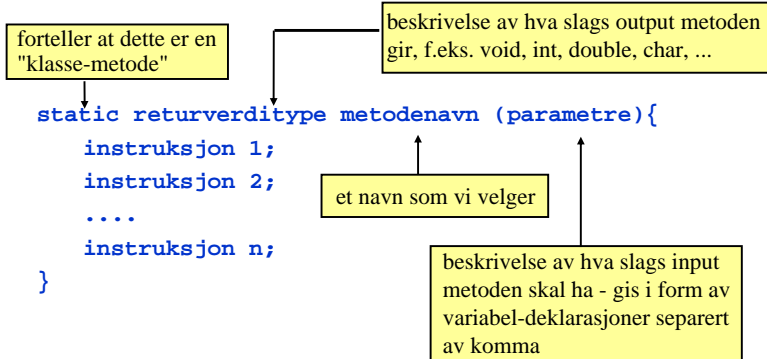 forteller at dette er en
"klasse-metode"
beskrivelse av hva slags output metoden
gir, f.eks. void, int, double, char, ...
static returverditype metodenavn (parametre){
instruksjon 1;
instruksjon 2;
....
instruksjon n;
}
et navn som vi velger
beskrivelse av hva slags input
metoden skal ha - gis i form av
variabel-deklarasjoner separert
av komma